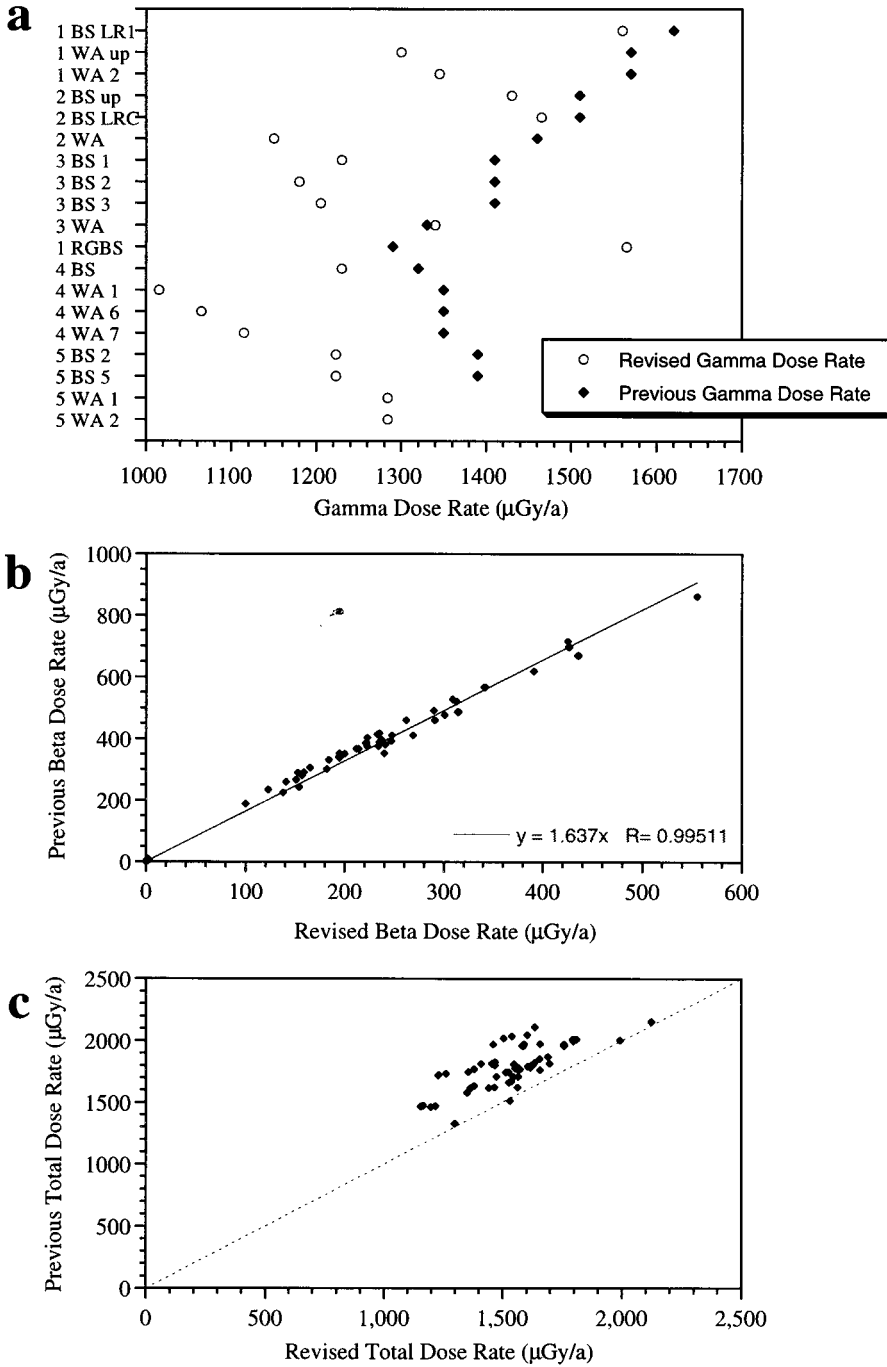 a
1 BS LR1
1 WA up
1 WA 2
2 BS up
2 BS LRC
2 WA
3 BS 1
3 BS 2
3 BS 3
3 WA
1 RGBS
4 BS
4 WA 1
4 WA 6
4 WA 7
5 BS 2
5 BS 5
5 WA 1
5 WA 2
Revised Gamma Dose Rate
Previous Gamma Dose Rate
1000 1100 1200 1300 1400 1500 1600 1700
Gamma Dose Rate (μGy/a)
b
Previous Beta Dose Rate (μGy/a)
1000
800
600
400
200
0
y = 1.637x R= 0.99511
0 100 200 300 400 500 600
Revised Beta Dose Rate (μGy/a)
c
Previous Total Dose Rate (μGy/a)
2500
2000
1500
1000
500
0
0 500 1,000 1,500 2,000 2,500
Revised Total Dose Rate (μGy/a)